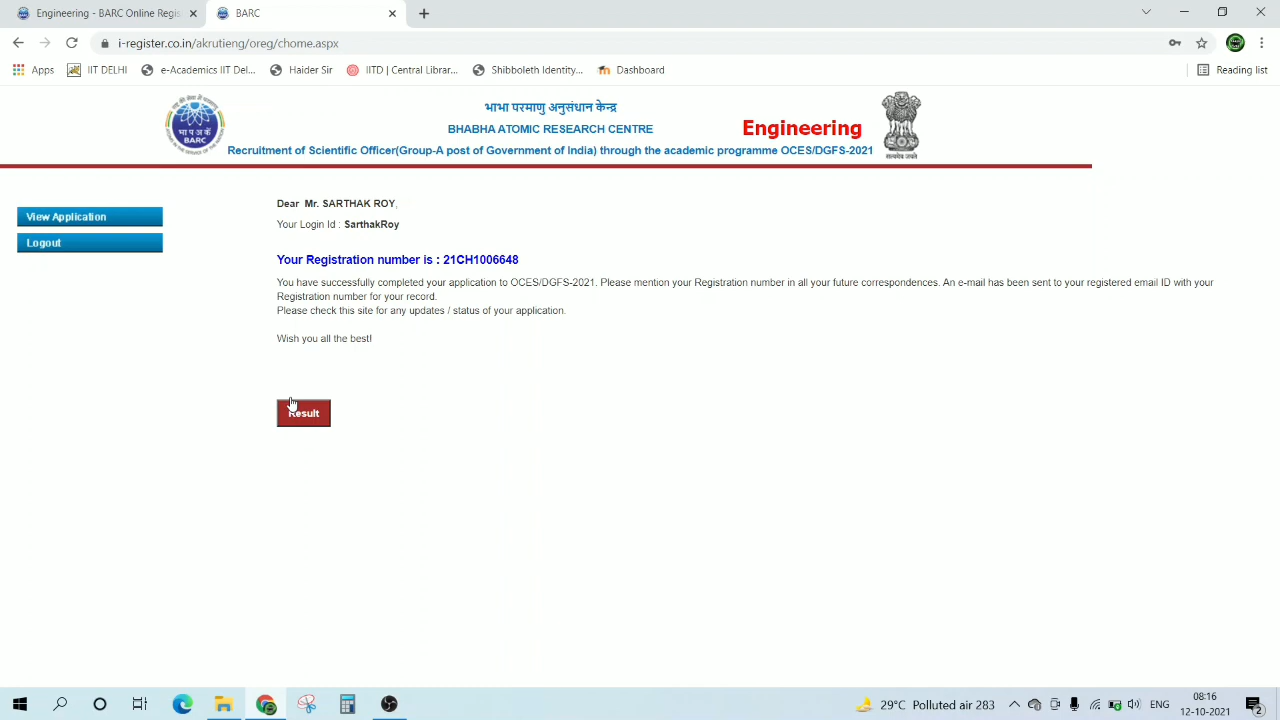 Engineering - BARC Online Regis
BARC
i-register.co.in/akrutieng/oreg/chome.aspx
Apps
IIT DELHI
e-Academics IIT Del...
Haider Sir
IITD | Central Librar...
Shibboleth Identity...
Dashboard
Reading list
भाभा परमाणु अनुसंधान केन्द्र
BHABHA ATOMIC RESEARCH CENTRE
Engineering
Recruitment of Scientific Officer(Group-A post of Government of India) through the academic programme OCES/DGFS-2021
भा प अ कें
BARC
सत्यमेव जयते
View Application
Logout
Dear Mr. SARTHAK ROY,
Your Login Id : SarthakRoy
Your Registration number is : 21CH1006648
You have successfully completed your application to OCES/DGFS-2021. Please mention your Registration number in all your future correspondences. An e-mail has been sent to your registered email ID with your
Registration number for your record.
Please check this site for any updates / status of your application.
Wish you all the best!
Result
29°C Polluted air 283
ENG
08:16
12-10-2021
2